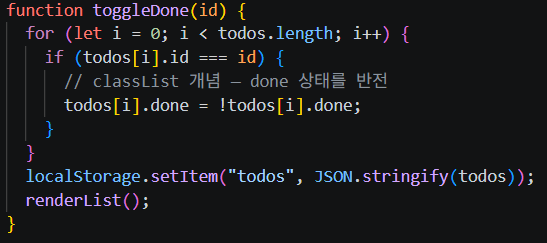 function toggleDone(id) {
  for (let i = 0; i < todos.length; i++) {
    if (todos[i].id === id) {
      // classList 개념 — done 상태를 반전
      todos[i].done = !todos[i].done;
    }
  }
  localStorage.setItem("todos", JSON.stringify(todos));
  renderList();
}